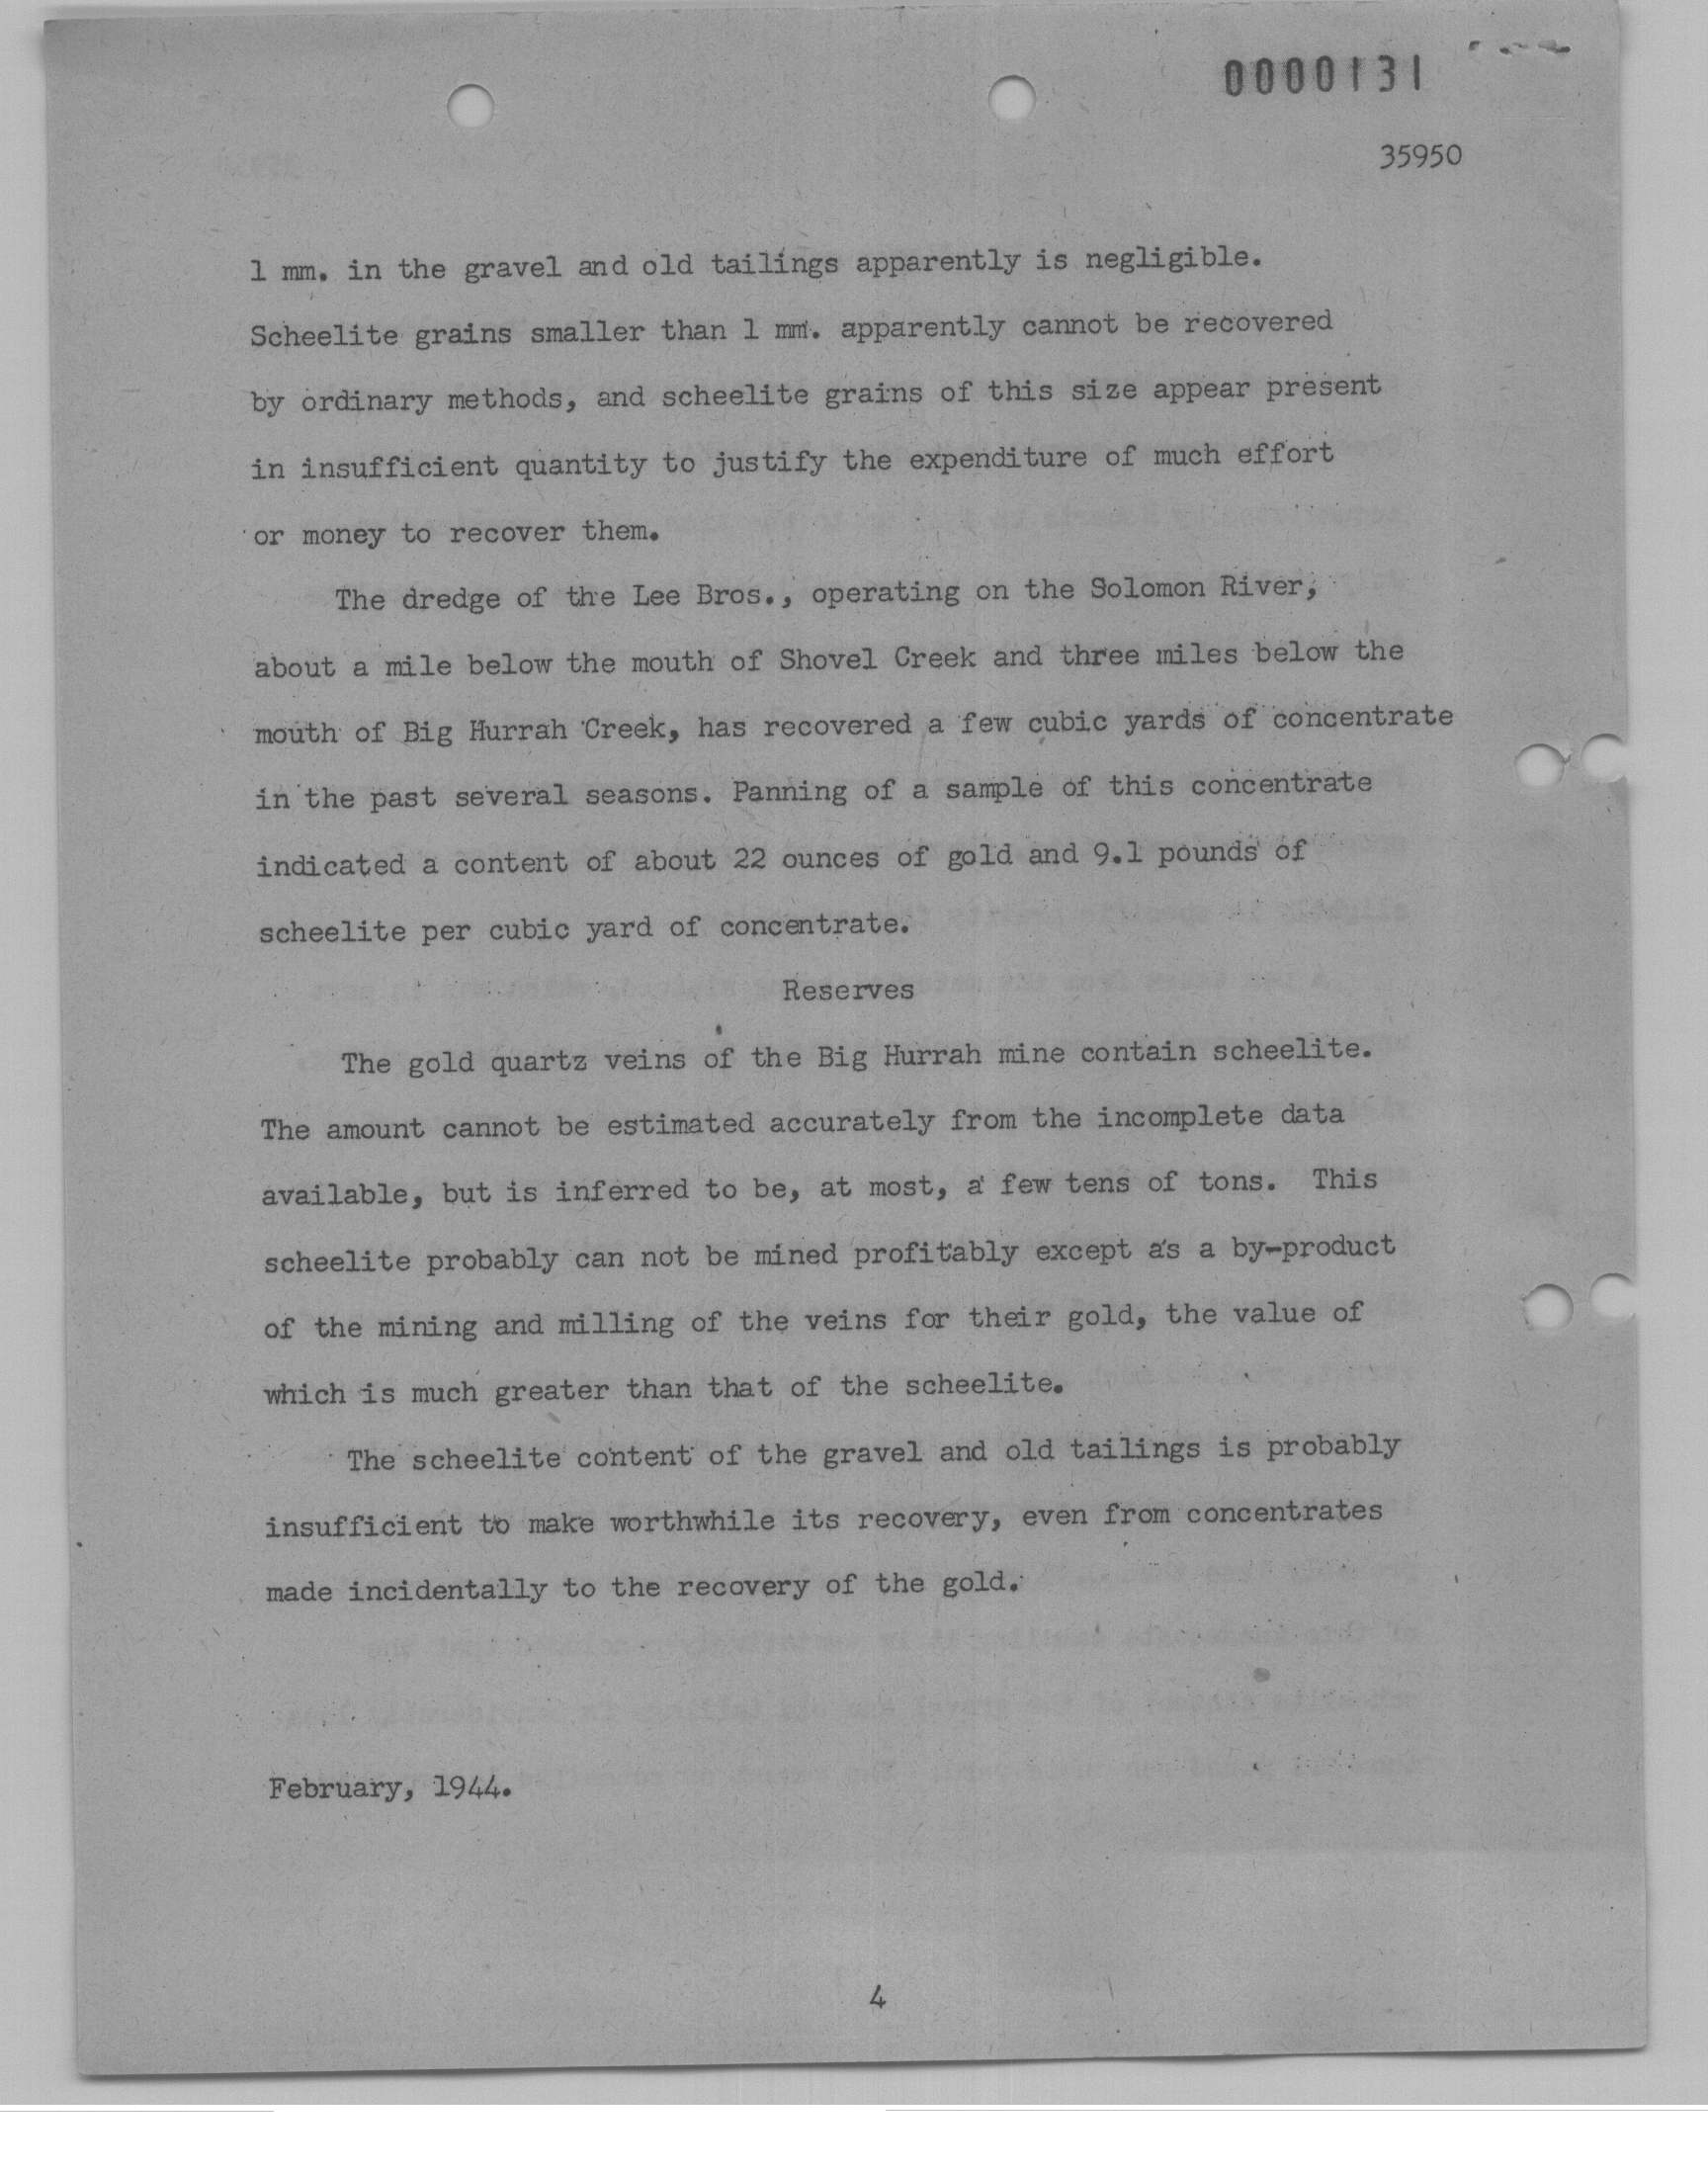 0000131
35950
1 mm. in the gravel and old tailings apparently is negligible.
Scheelite grains smaller than 1 mm. apparently cannot be recovered
by ordinary methods, and scheelite grains of this size appear present
in insufficient quantity to justify the expenditure of much effort
or money to recover them.
The dredge of the Lee Bros., operating on the Solomon River,
about a mile below the mouth of Shovel Creek and three miles below the
mouth of Big Hurrah Creek, has recovered a few cubic yards of concentrate
in the past several seasons. Panning of a sample of this concentrate
indicated a content of about 22 ounces of gold and 9.1 pounds of
scheelite per cubic yard of concentrate.
Reserves
The gold quartz veins of the Big Hurrah mine contain scheelite.
The amount cannot be estimated accurately from the incomplete data
available, but is inferred to be, at most, a few tens of tons. This
scheelite probably can not be mined profitably except as a by-product
of the mining and milling of the veins for their gold, the value of
which is much greater than that of the scheelite.
The scheelite content of the gravel and old tailings is probably
insufficient to make worthwhile its recovery, even from concentrates
made incidentally to the recovery of the gold.
February, 1944.
4